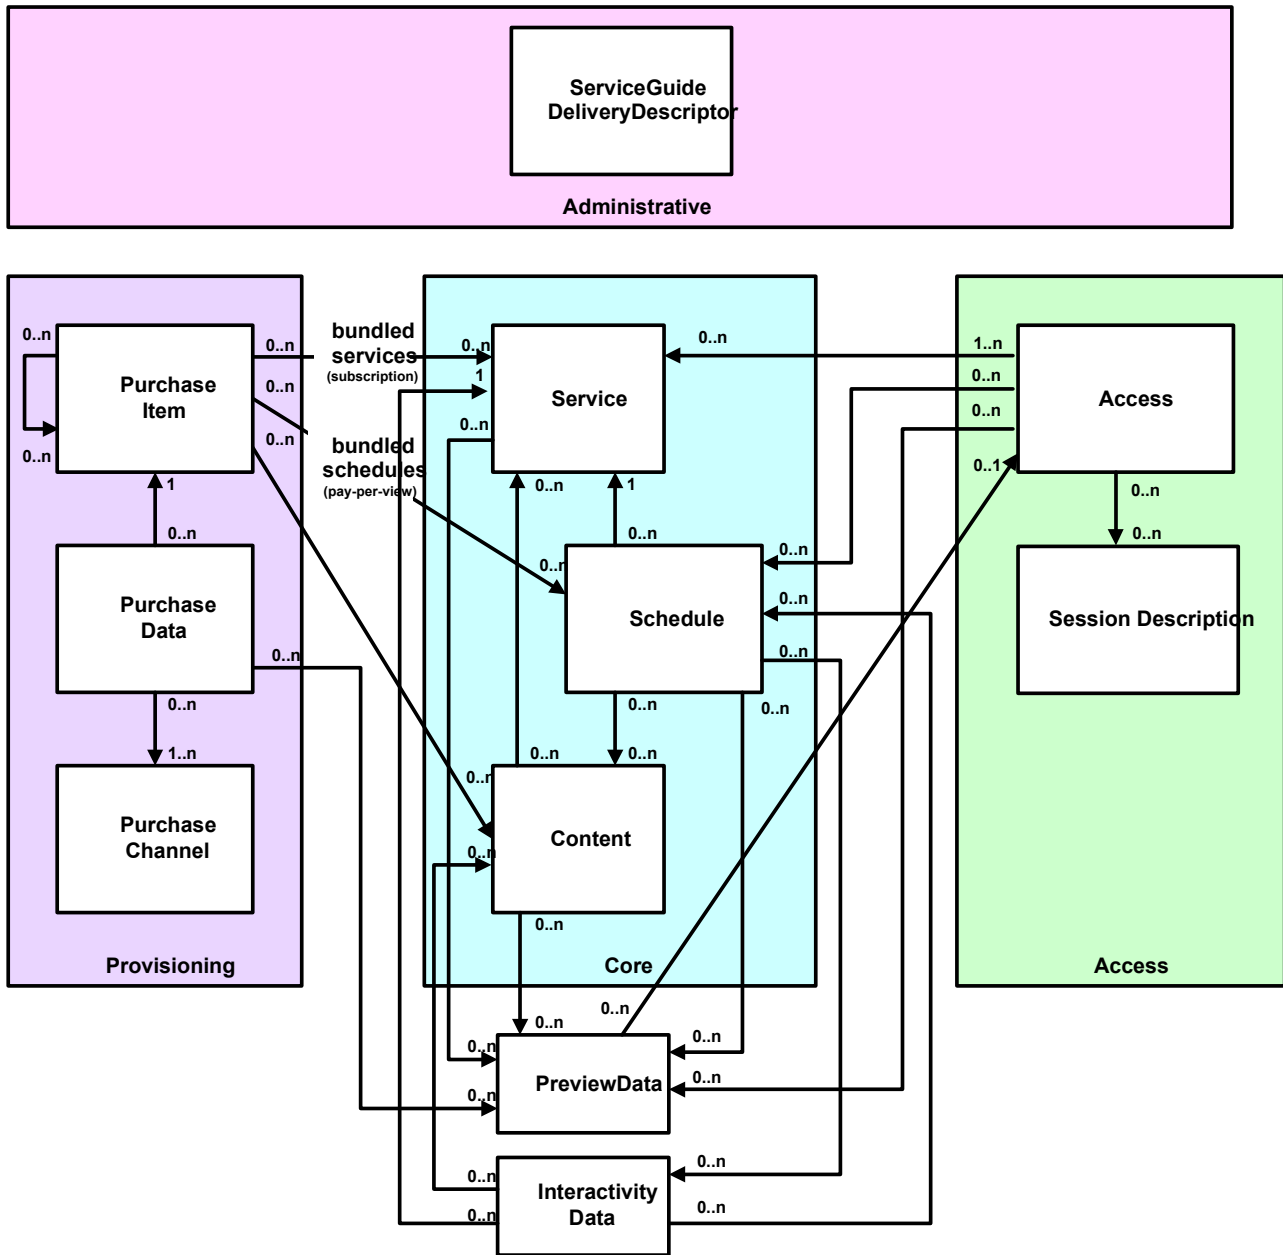 ServiceGuide
DeliveryDescriptor
Administrative
0..n
0..n
bundled
services
(subscription)
0..n
0..n
1..n
Purchase
Item
0..n
1
Service
0..n
Access
0..n
0..n
bundled
schedules
(pay-per-view)
0..n
0..n
0..n
0..1
1
0..n
1
0..n
0..n
0..n
0..n
0..n
0..n
Purchase
Data
Schedule
0..n
Session Description
0..n
0..n
0..n
0..n
0..n
1..n
0..n
0..n
0..n
Purchase
Channel
Content
0..n
0..n
Provisioning
Core
Access
0..n
0..n
0..n
0..n
PreviewData
0..n
0..n
0..n
0..n
Interactivity
Data
0..n
0..n